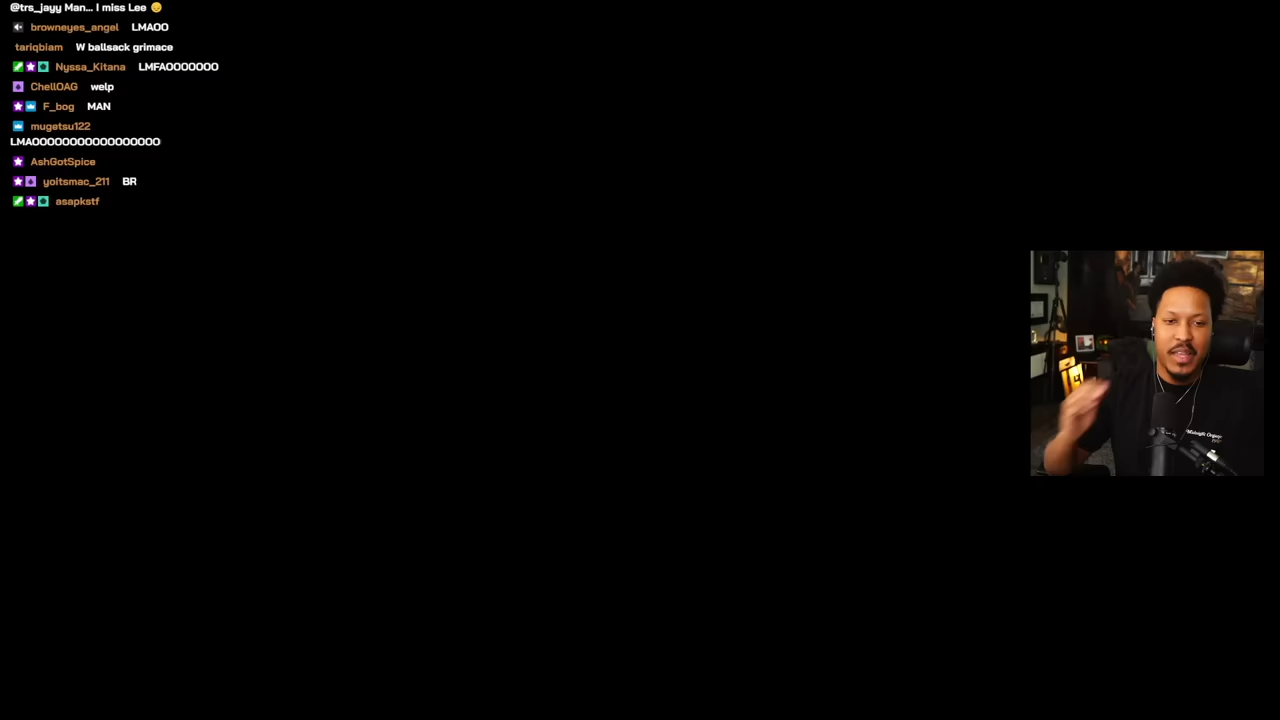 @trs_jayy Man... I miss Lee
browneyes_angel LMAOO
tariqbiam W ballsack grimace
Nyssa_Kitana LMFAOOOOOOO
ChellOAG welp
F_bog MAN
mugetsu122
LMAOOOOOOOOOOOOOOOOO
AshGotSpice
yoitsmac_211 BR
asapkstf